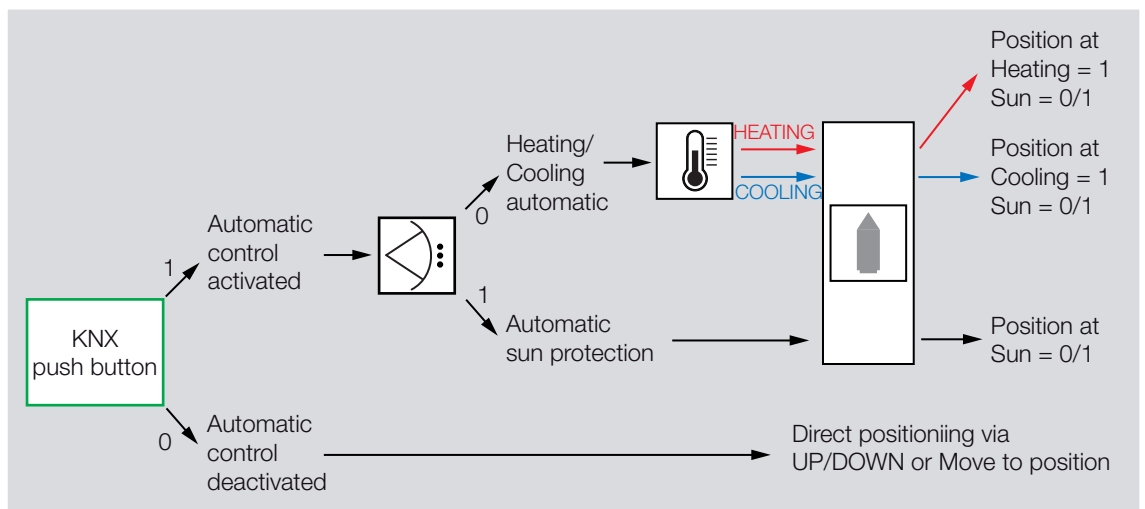 KNX
push button
1
Automatic
control
activated
0
Automatic
control
deactivated
0
Heating/
Cooling
automatic
1
Automatic
sun protection
HEATING
COOLING
Position at
Heating = 1
Sun = 0/1
Position at
Cooling = 1
Sun = 0/1
Position at
Sun = 0/1
Direct positioniing via
UP/DOWN or Move to position